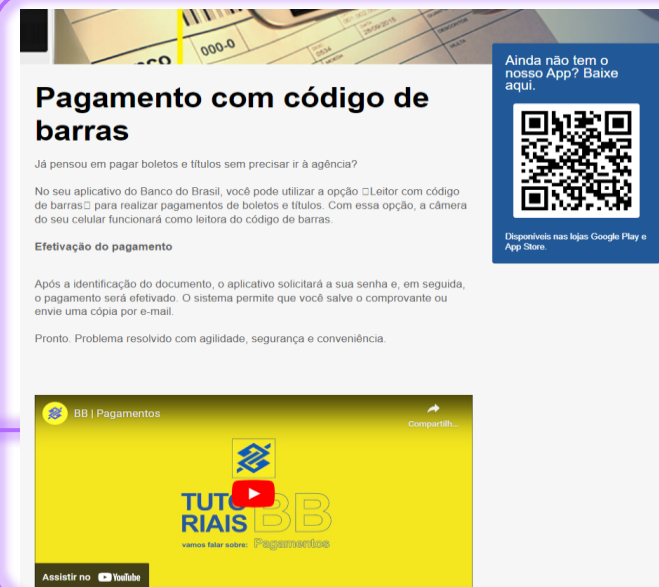 000-0
28/09/2015
0534
Pagamento com código de
barras
Já pensou em pagar boletos e títulos sem precisar ir à agência?
No seu aplicativo do Banco do Brasil, você pode utilizar a opção □Leitor com código
de barras□ para realizar pagamentos de boletos e títulos. Com essa opção, a câmera
do seu celular funcionará como leitora do código de barras.
Efetivação do pagamento
Após a identificação do documento, o aplicativo solicitará a sua senha e, em seguida,
o pagamento será efetivado. O sistema permite que você salve o comprovante ou
envie uma cópia por e-mail.
Pronto. Problema resolvido com agilidade, segurança e conveniência.
Ainda não tem o
nosso App? Baixe
aqui.
Disponíveis nas lojas Google Play e
App Store.
BB | Pagamentos
Compartilh...
TUTO
RIAIS BB
vamos falar sobre: Pagamentos
Assistir no YouTube